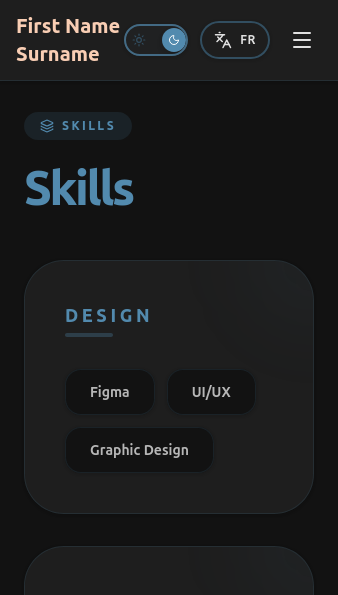 First Name
Surname
FR
SKILLS
Skills
DESIGN
Figma
UI/UX
Graphic Design